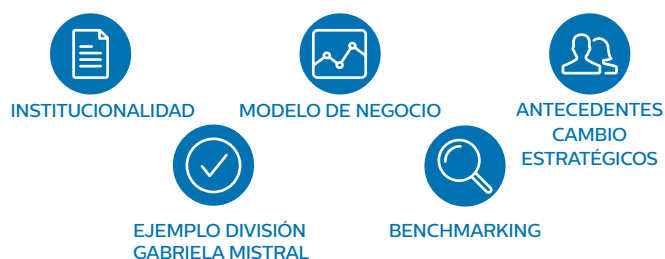 INSTITUCIONALIDAD
MODELO DE NEGOCIO
ANTECEDENTES
CAMBIO
ESTRATÉGICOS
EJEMPLO DIVISIÓN
GABRIELA MISTRAL
BENCHMARKING